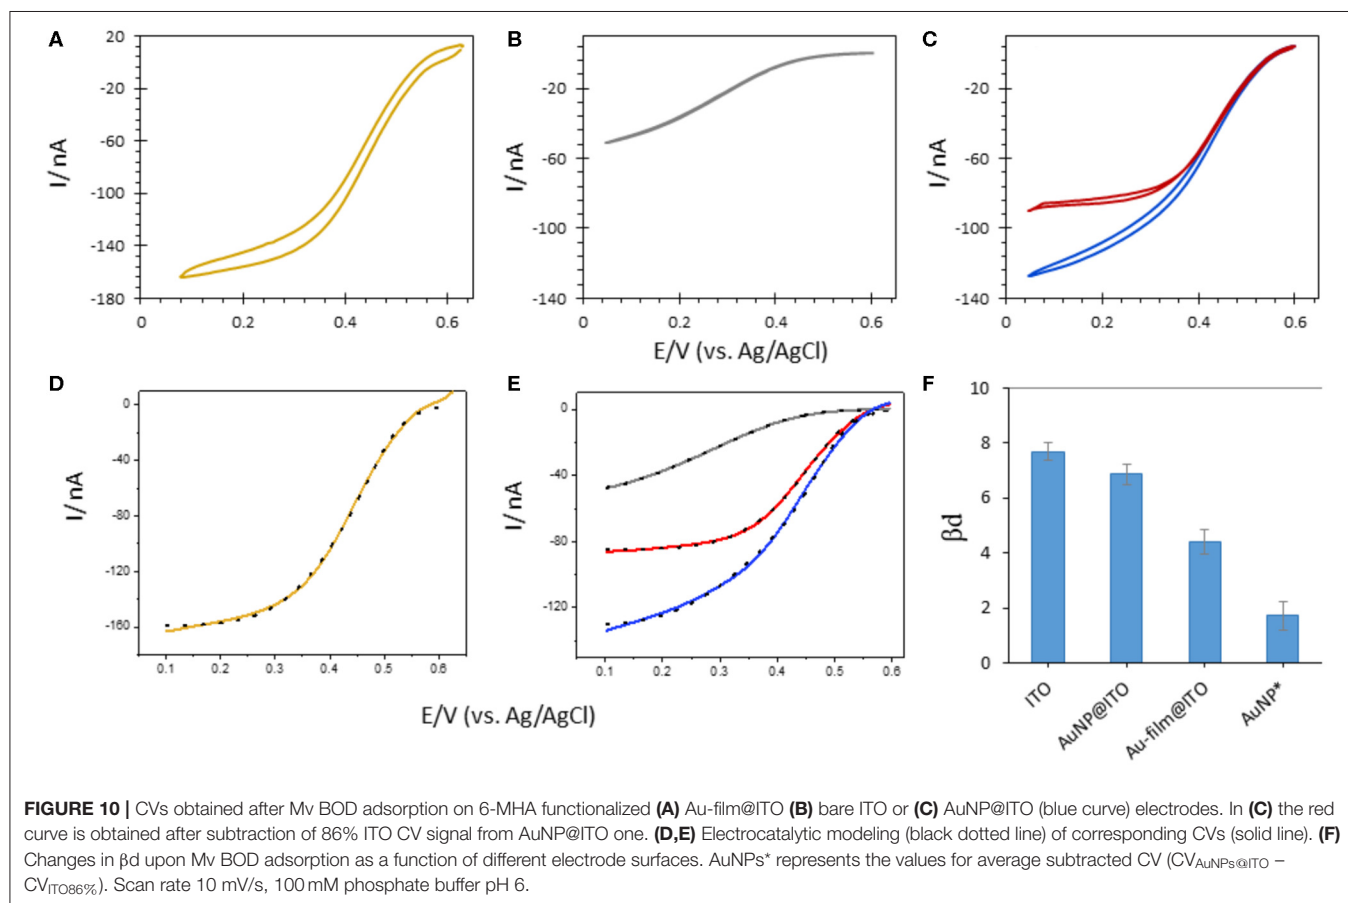 A
20
-20
-60
-100
-140
-180
0
0.2
0.4
0.6
I/nA
B
-20
-60
-100
-140
0
0.2
0.4
0.6
I/nA
E/V (vs. Ag/AgCl)
C
-20
-60
-100
-140
0
0.2
0.4
0.6
I/nA
D
0
-40
-80
-120
-160
0.1
0.2
0.3
0.4
0.5
0.6
I/nA
E
0
-40
-80
-120
0.1
0.2
0.3
0.4
0.5
0.6
I/nA
E/V (vs. Ag/AgCl)
F
10
8
6
4
2
0
βd
ITO
AuNP@ITO
Au-film@ITO
AuNP*
FIGURE 10 | CVs obtained after Mv BOD adsorption on 6-MHA functionalized (A) Au-film@ITO (B) bare ITO or (C) AuNP@ITO (blue curve) electrodes. In (C) the red
curve is obtained after subtraction of 86% ITO CV signal from AuNP@ITO one. (D,E) Electrocatalytic modeling (black dotted line) of corresponding CVs (solid line). (F)
Changes in βd upon Mv BOD adsorption as a function of different electrode surfaces. AuNPs* represents the values for average subtracted CV (CVAuNPs@ITO –
CVITO86%). Scan rate 10 mV/s, 100 mM phosphate buffer pH 6.